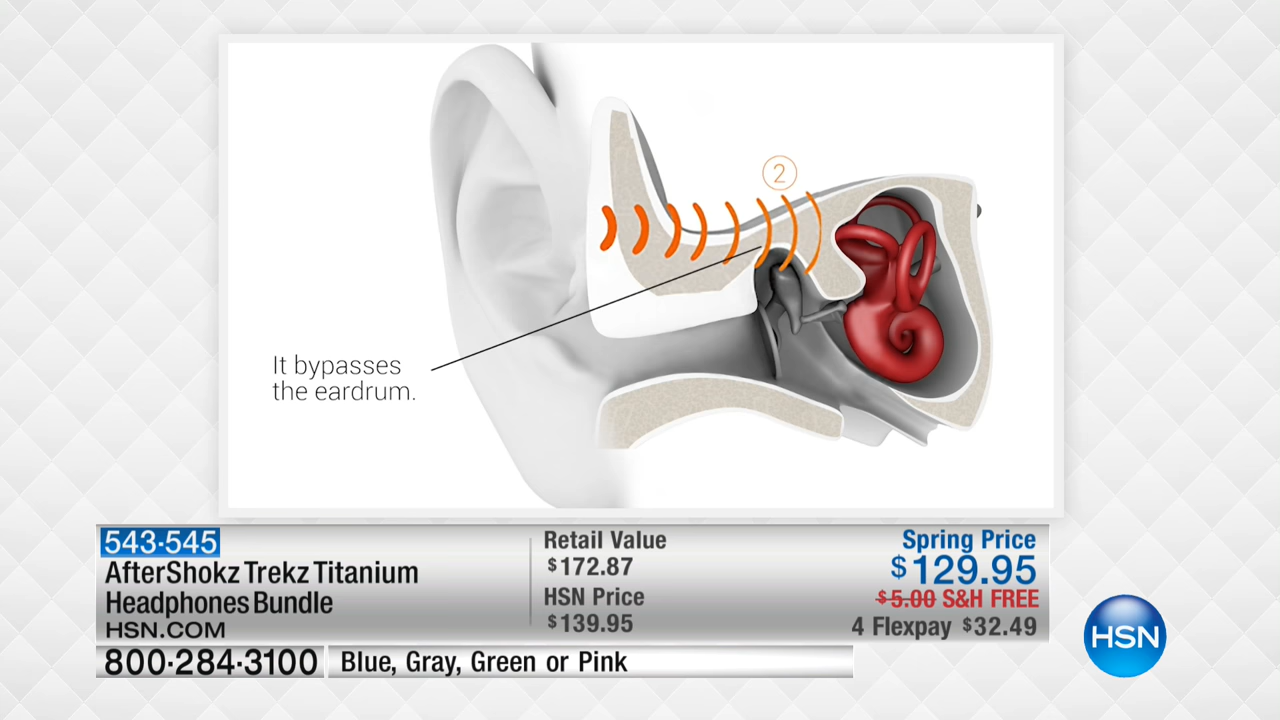 2
It bypasses
the eardrum.
543-545
AfterShokz Trekz Titanium
Headphones Bundle
HSN.COM
800-284-3100
Retail Value
$172.87
HSN Price
$139.95
Spring Price
$129.95
$5.00 S&H FREE
4 Flexpay $32.49
Blue, Gray, Green or Pink
HSN